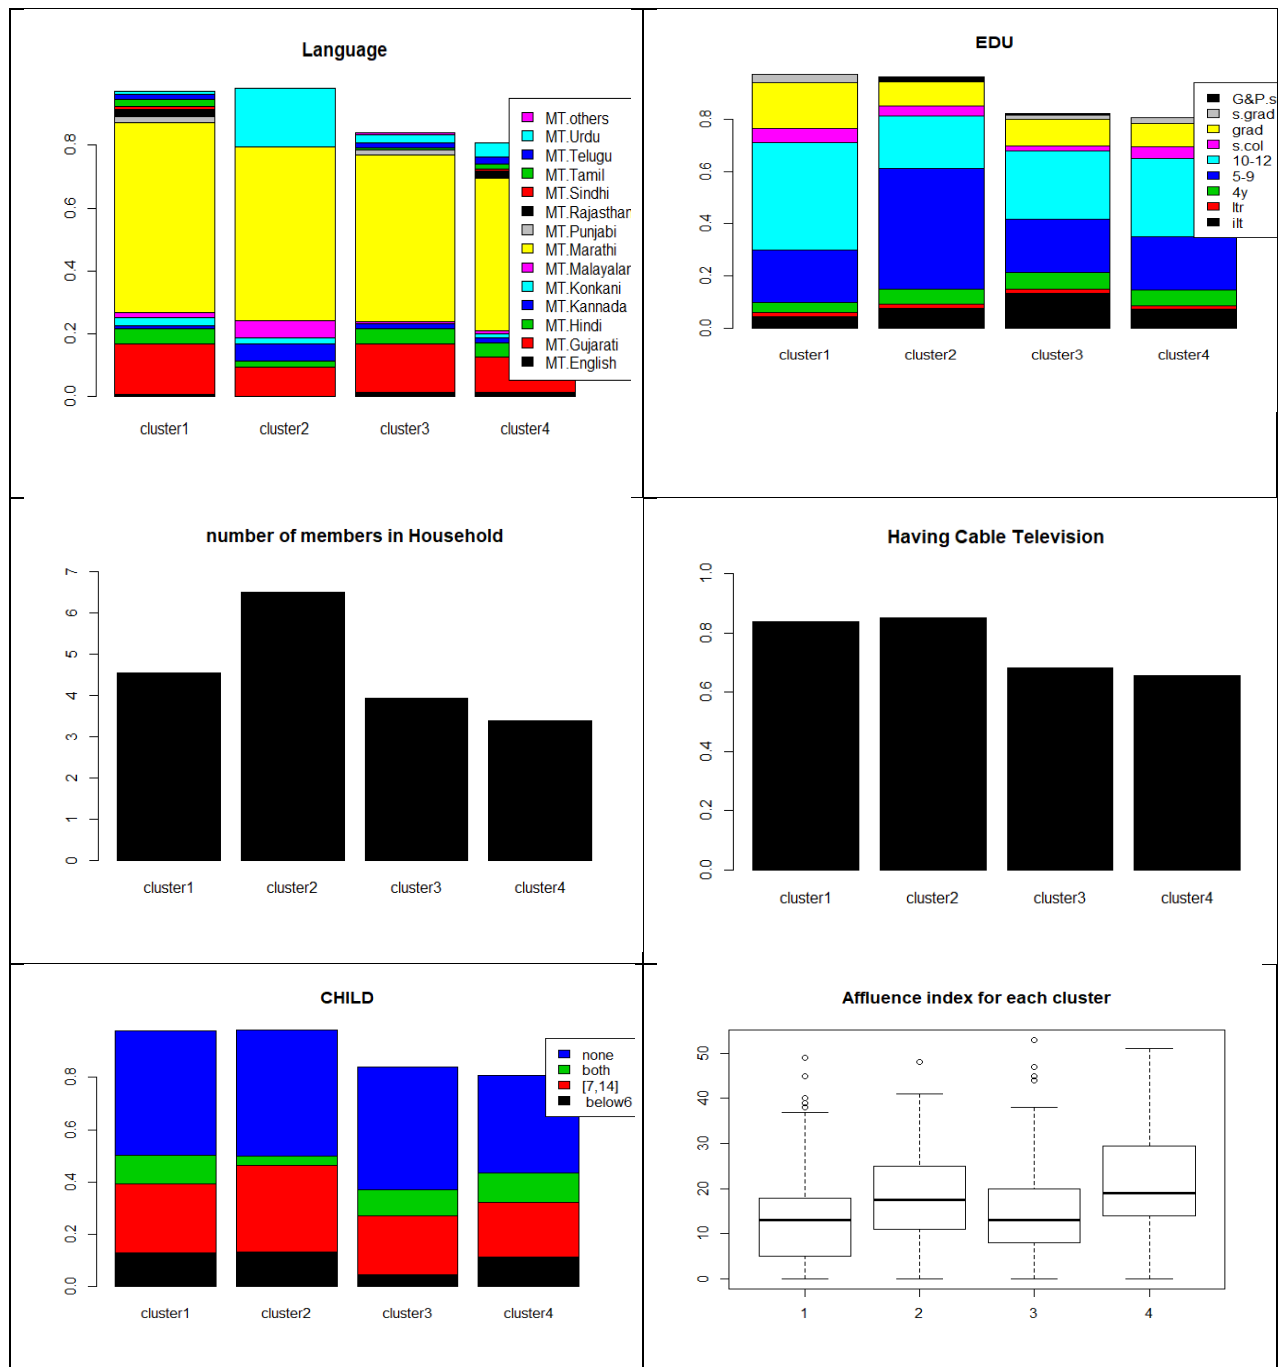 Language
0.0 0.2 0.4 0.6 0.8
MT.others
MT.Urdu
MT.Telugu
MT.Tamil
MT.Sindhi
MT.Rajasthan
MT.Punjabi
MT.Marathi
MT.Malayalar
MT.Konkani
MT.Kannada
MT.Hindi
MT.Gujarati
MT.English
cluster1 cluster2 cluster3 cluster4
EDU
0.0 0.2 0.4 0.6 0.8
G&P.s
s.grad
grad
s.col
10-12
5-9
4y
ltr
ilt
cluster1 cluster2 cluster3 cluster4
number of members in Household
0 1 2 3 4 5 6 7
cluster1 cluster2 cluster3 cluster4
Having Cable Television
0.0 0.2 0.4 0.6 0.8 1.0
cluster1 cluster2 cluster3 cluster4
CHILD
0.0 0.2 0.4 0.6 0.8
none
both
[7,14]
below6
cluster1 cluster2 cluster3 cluster4
Affluence index for each cluster
0 10 20 30 40 50
1 2 3 4